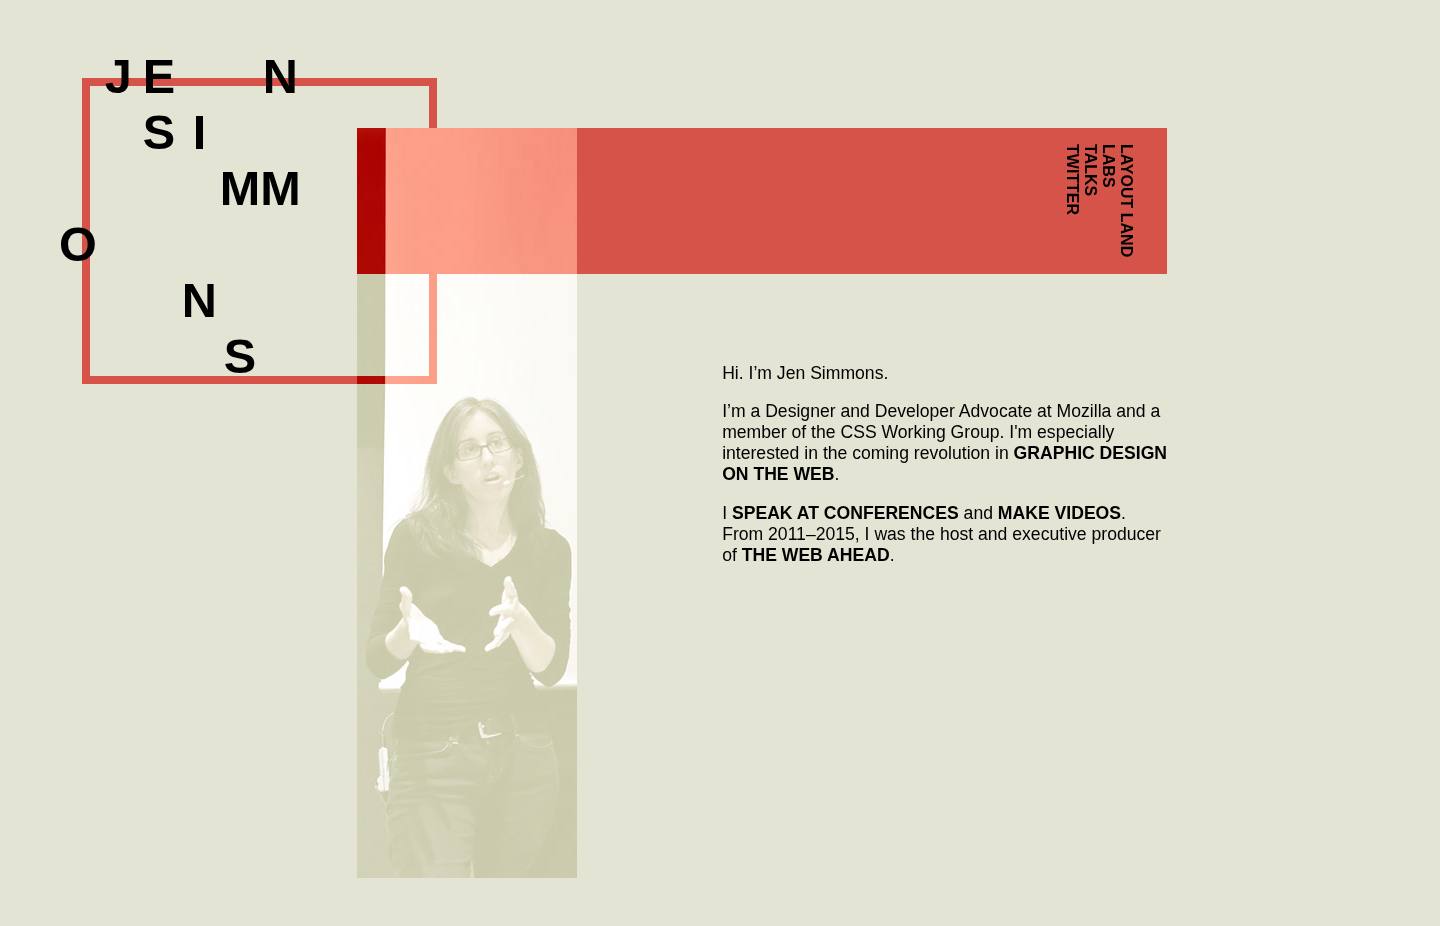 JE N
SI
MM
O
N
S
LAYOUT LAND
LABS
TALKS
TWITTER
Hi. I’m Jen Simmons.
I’m a Designer and Developer Advocate at Mozilla and a
member of the CSS Working Group. I'm especially
interested in the coming revolution in GRAPHIC DESIGN
ON THE WEB.
I SPEAK AT CONFERENCES and MAKE VIDEOS.
From 2011–2015, I was the host and executive producer
of THE WEB AHEAD.